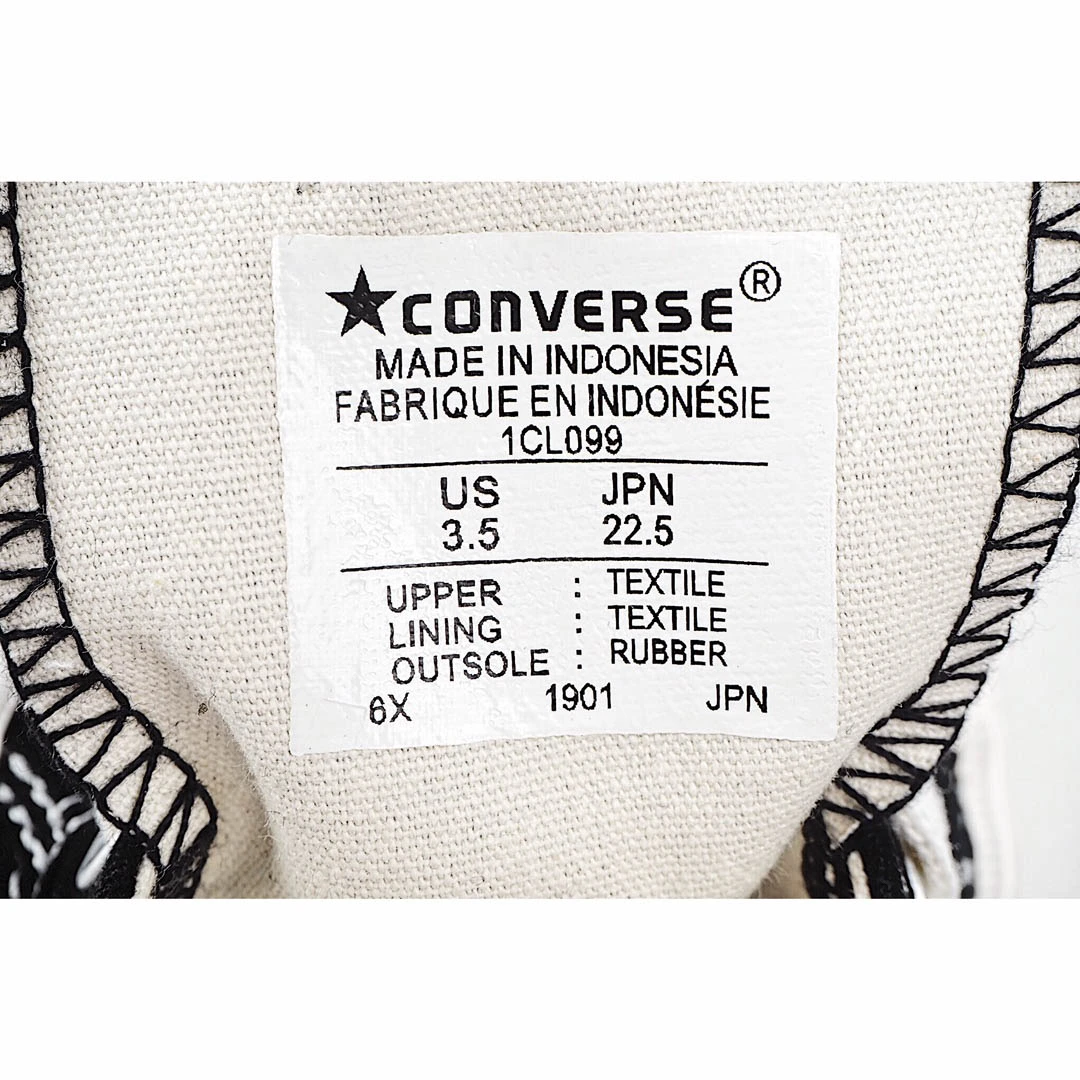 ★CONVERSE®
MADE IN INDONESIA
FABRIQUE EN INDONÉSIE
1CL099
US JPN
3.5 22.5
UPPER : TEXTILE
LINING : TEXTILE
OUTSOLE : RUBBER
6X 1901 JPN